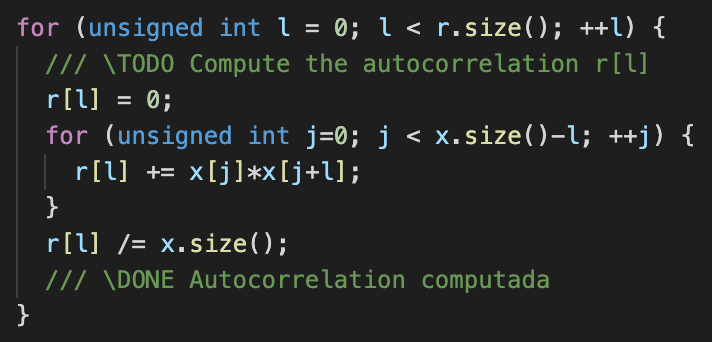 for (unsigned int l = 0; l < r.size(); ++l) {
/// \TODO Compute the autocorrelation r[l]
r[l] = 0;
for (unsigned int j=0; j < x.size()-l; ++j) {
r[l] += x[j]*x[j+l];
}
r[l] /= x.size();
/// \DONE Autocorrelation computada
}